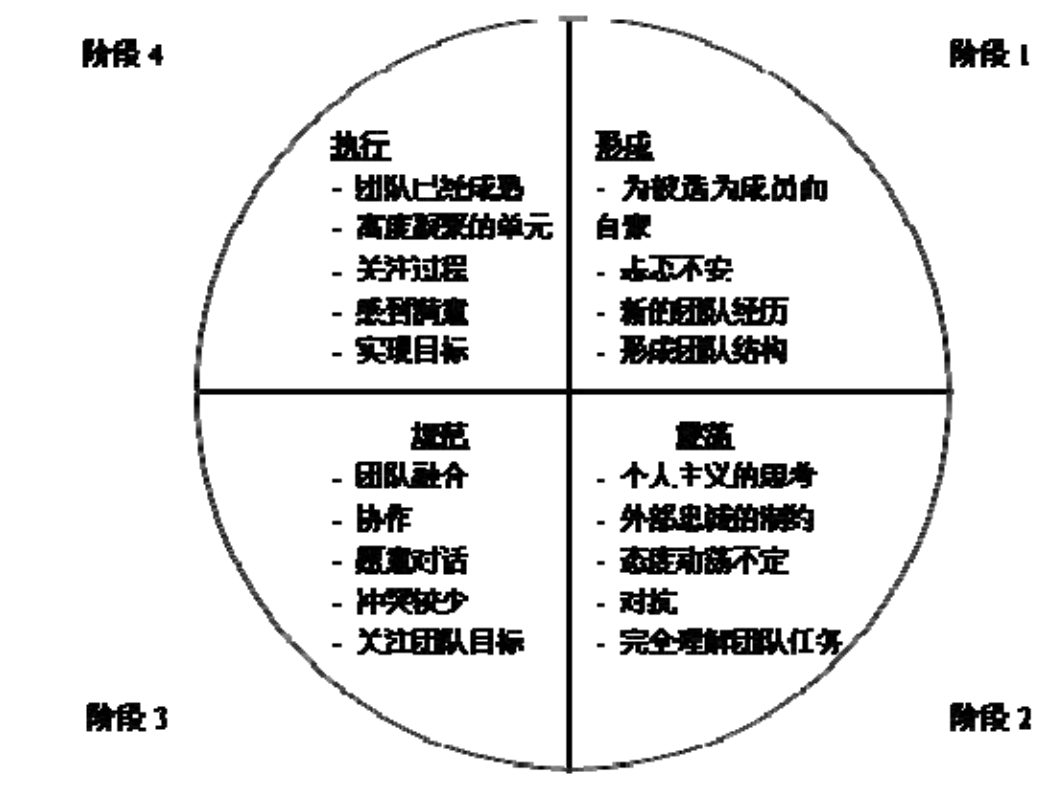 阶段 4
阶段 1
执行
- 团队已经成熟
- 高度凝聚的单元
- 关注过程
- 感到满意
- 实现目标
形成
- 为被选为成员而
自豪
- 忐忑不安
- 新的团队经历
- 形成团队结构
规范
- 团队融合
- 协作
- 愿意对话
- 冲突较少
- 关注团队目标
震荡
- 个人主义的思考
- 外部忠诚的制约
- 态度动荡不定
- 对抗
- 完全理解团队任务
阶段 3
阶段 2